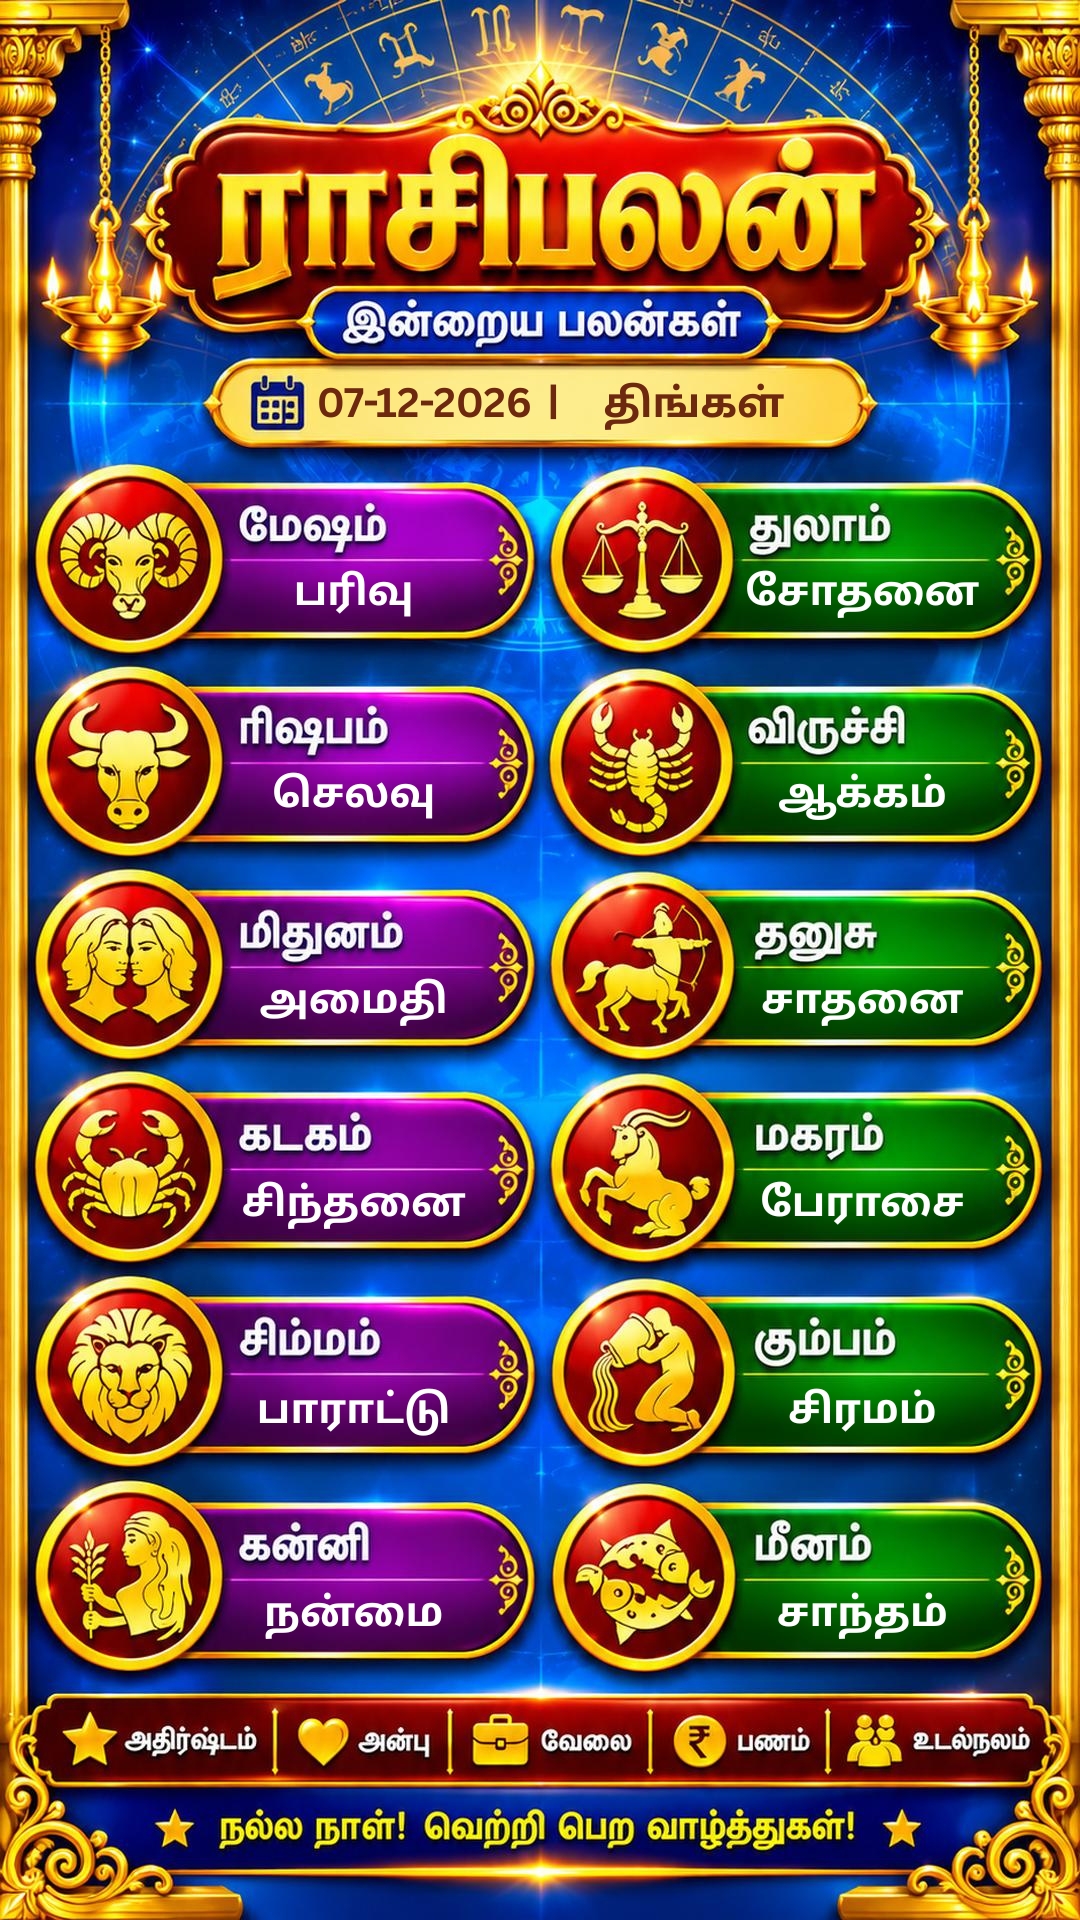 ராசிபலன்
இன்றைய பலன்கள்
07-12-2026 | திங்கள்
மேஷம்
பரிவு
துலாம்
சோதனை
ரிஷபம்
செலவு
விருச்சி
ஆக்கம்
மிதுனம்
அமைதி
தனுசு
சாதனை
கடகம்
சிந்தனை
மகரம்
பேராசை
சிம்மம்
பாராட்டு
கும்பம்
சிரமம்
கன்னி
நன்மை
மீனம்
சாந்தம்
அதிர்ஷ்டம் அன்பு வேலை பணம் உடல்நலம்
நல்ல நாள்! வெற்றி பெற வாழ்த்துகள்!